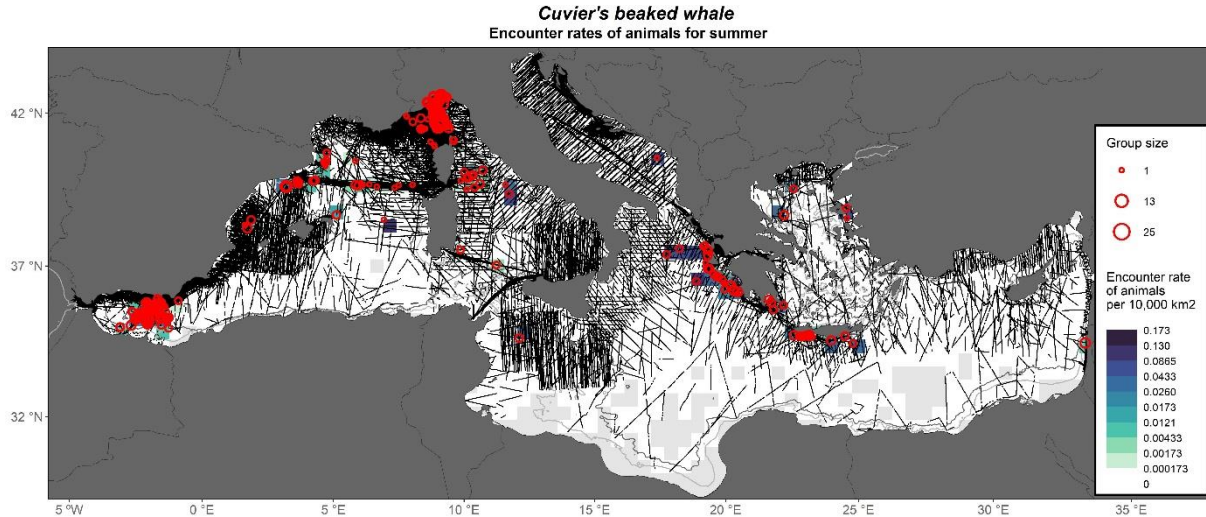 Cuvier's beaked whale
Encounter rates of animals for summer
42 °N
37 °N
32 °N
5 °W
0 °E
5 °E
10 °E
15 °E
20 °E
25 °E
30 °E
35 °E
Group size
1
13
25
Encounter rate
of animals
per 10,000 km2
0.173
0.130
0.0865
0.0433
0.0260
0.0173
0.0121
0.00433
0.00173
0.000173
0